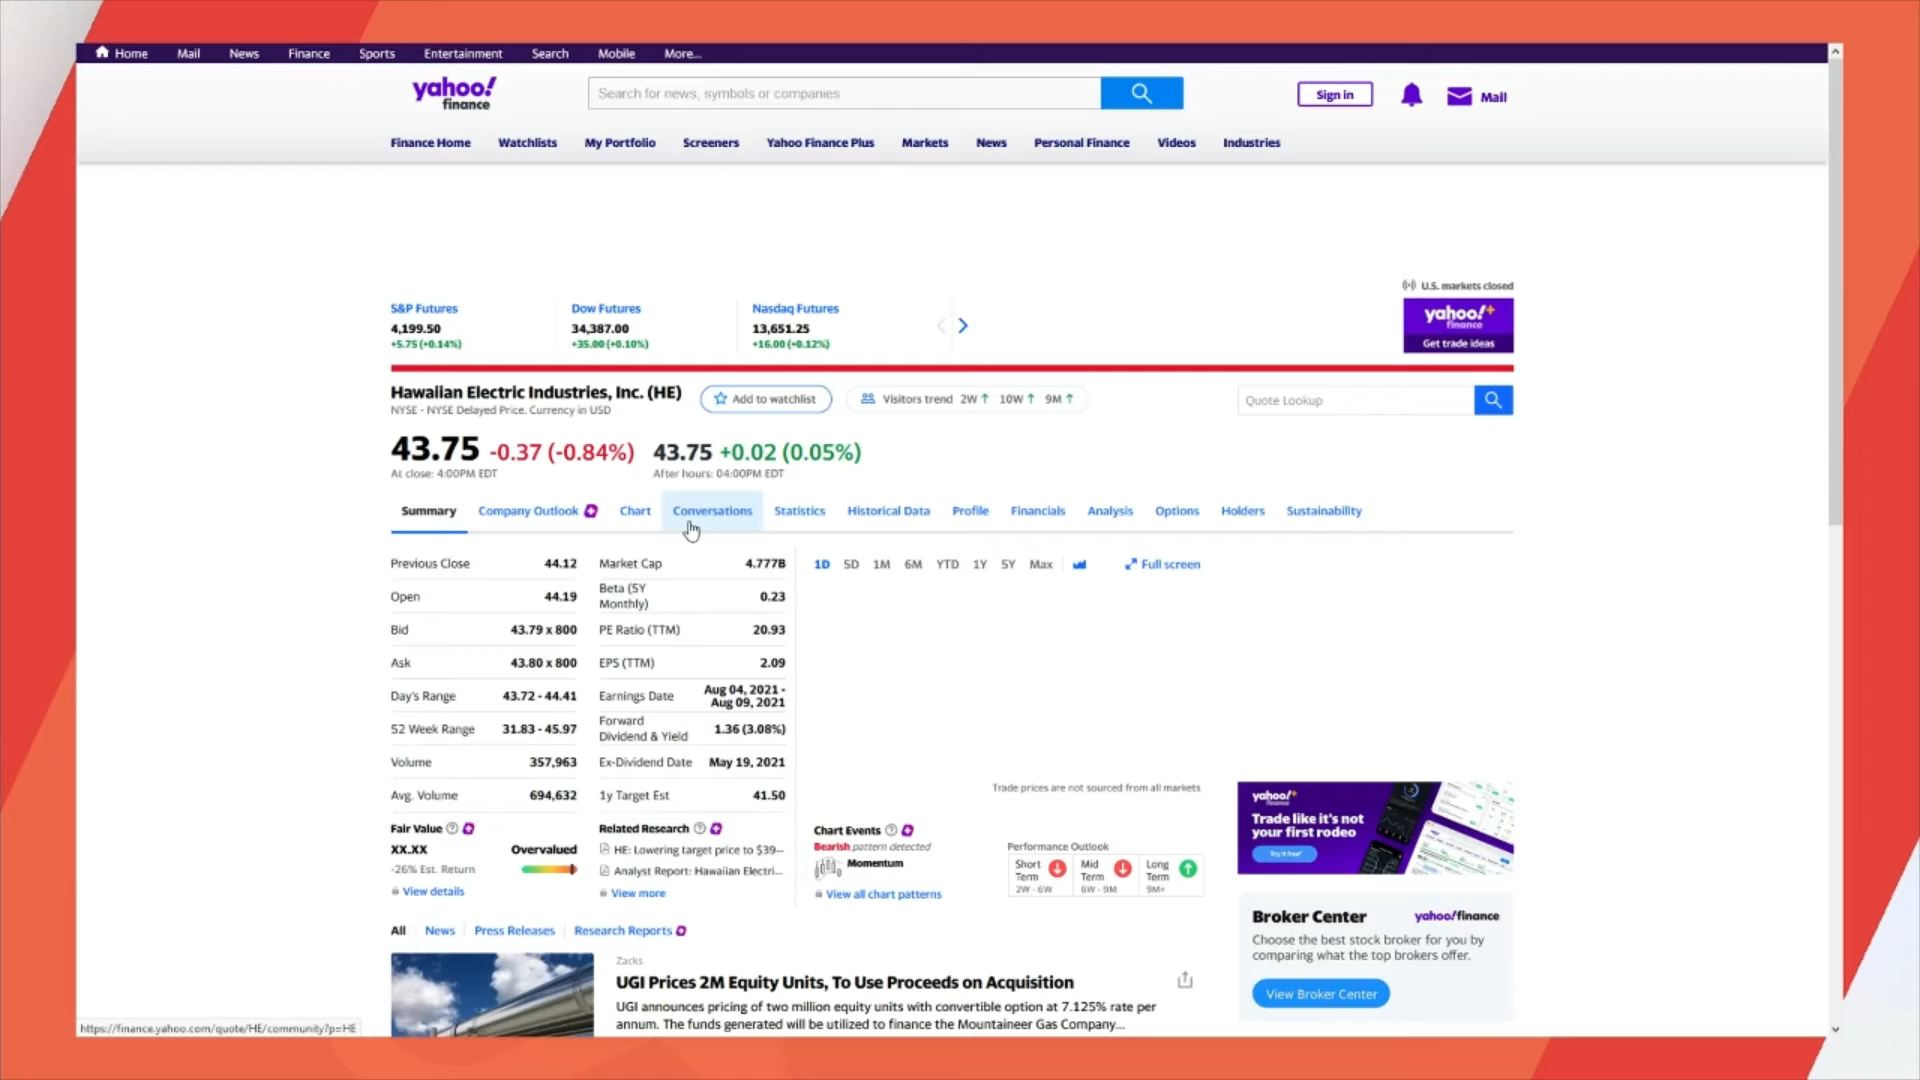 Home Mail News Finance Sports Entertainment Search Mobile More...
yahoo! finance
Search for news, symbols or companies
Sign in
Mail
Finance Home Watchlists My Portfolio Screeners Yahoo Finance Plus Markets News Personal Finance Videos Industries
U.S. markets closed
S&P Futures
4,199.50
+5.75 (+0.14%)
Dow Futures
34,387.00
+35.00 (+0.10%)
Nasdaq Futures
13,651.25
+16.00 (+0.12%)
yahoo!+
finance
Get trade ideas
Hawaiian Electric Industries, Inc. (HE)
NYSE - NYSE Delayed Price. Currency in USD
Add to watchlist
Visitors trend 2W ↑ 10W ↑ 9M ↑
Quote Lookup
43.75 -0.37 (-0.84%)
At close: 4:00PM EDT
43.75 +0.02 (0.05%)
After hours: 04:00PM EDT
Summary Company Outlook Chart Conversations Statistics Historical Data Profile Financials Analysis Options Holders Sustainability
Previous Close 44.12
Open 44.19
Bid 43.79 x 800
Ask 43.80 x 800
Day's Range 43.72 - 44.41
52 Week Range 31.83 - 45.97
Volume 357,963
Avg. Volume 694,632
Market Cap 4.777B
Beta (5Y
Monthly) 0.23
PE Ratio (TTM) 20.93
EPS (TTM) 2.09
Earnings Date Aug 04, 2021 -
Aug 09, 2021
Forward
Dividend & Yield 1.36 (3.08%)
Ex-Dividend Date May 19, 2021
1y Target Est 41.50
1D 5D 1M 6M YTD 1Y 5Y Max
Full screen
Trade prices are not sourced from all markets
Fair Value
XX.XX Overvalued
-26% Est. Return
View details
Related Research
HE: Lowering target price to $39--
Analyst Report: Hawaiian Electri...
View more
Chart Events
Bearish pattern detected
Momentum
View all chart patterns
Performance Outlook
Short
Term
2W - 6W
Mid
Term
6W - 9M
Long
Term
9M+
yahoo!+
finance
Trade like it's not
your first rodeo
Try it free*
Broker Center yahoo!finance
Choose the best stock broker for you by
comparing what the top brokers offer.
View Broker Center
All News Press Releases Research Reports
Zacks
UGI Prices 2M Equity Units, To Use Proceeds on Acquisition
UGI announces pricing of two million equity units with convertible option at 7.125% rate per
annum. The funds generated will be utilized to finance the Mountaineer Gas Company...
https://finance.yahoo.com/quote/HE/community?p=HE